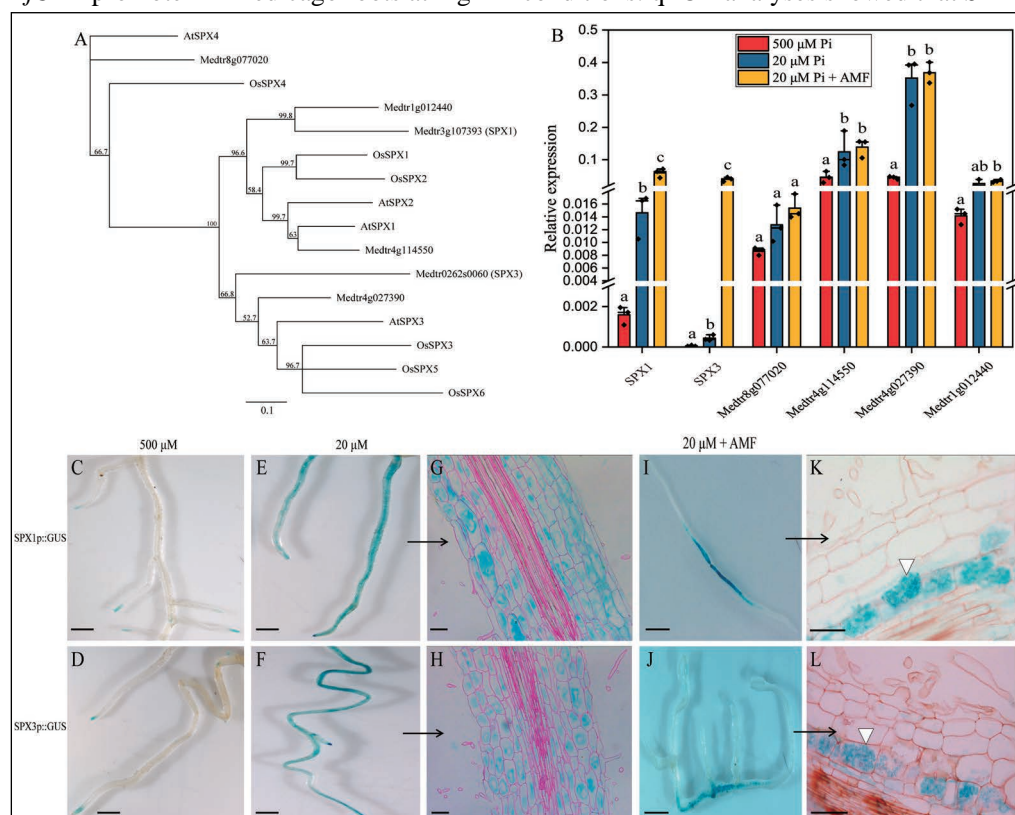 A
AtSPX4
Medtr8g077020
OsSPX4
Medtr1g012440
Medtr3g107393 (SPX1)
OsSPX1
OsSPX2
AtSPX2
AtSPX1
Medtr4g114550
Medtr0262s0060 (SPX3)
Medtr4g027390
AtSPX3
OsSPX3
OsSPX5
OsSPX6
66.7
100
96.6
99.8
58.4
99.7
99.7
63
66.8
52.7
63.7
96.7
0.1
B
500 μM Pi
20 μM Pi
20 μM Pi + AMF
Relative expression
0.5
0.4
0.3
0.2
0.1
0.016
0.014
0.012
0.010
0.008
0.006
0.004
0.002
0.000
a b c
a b c
a a a
a b b
a b b
a ab b
SPX1
SPX3
Medtr8g077020
Medtr4g114550
Medtr4g027390
Medtr1g012440
500 μM
20 μM
20 μM + AMF
SPX1p::GUS
C E G I K
SPX3p::GUS
D F H J L